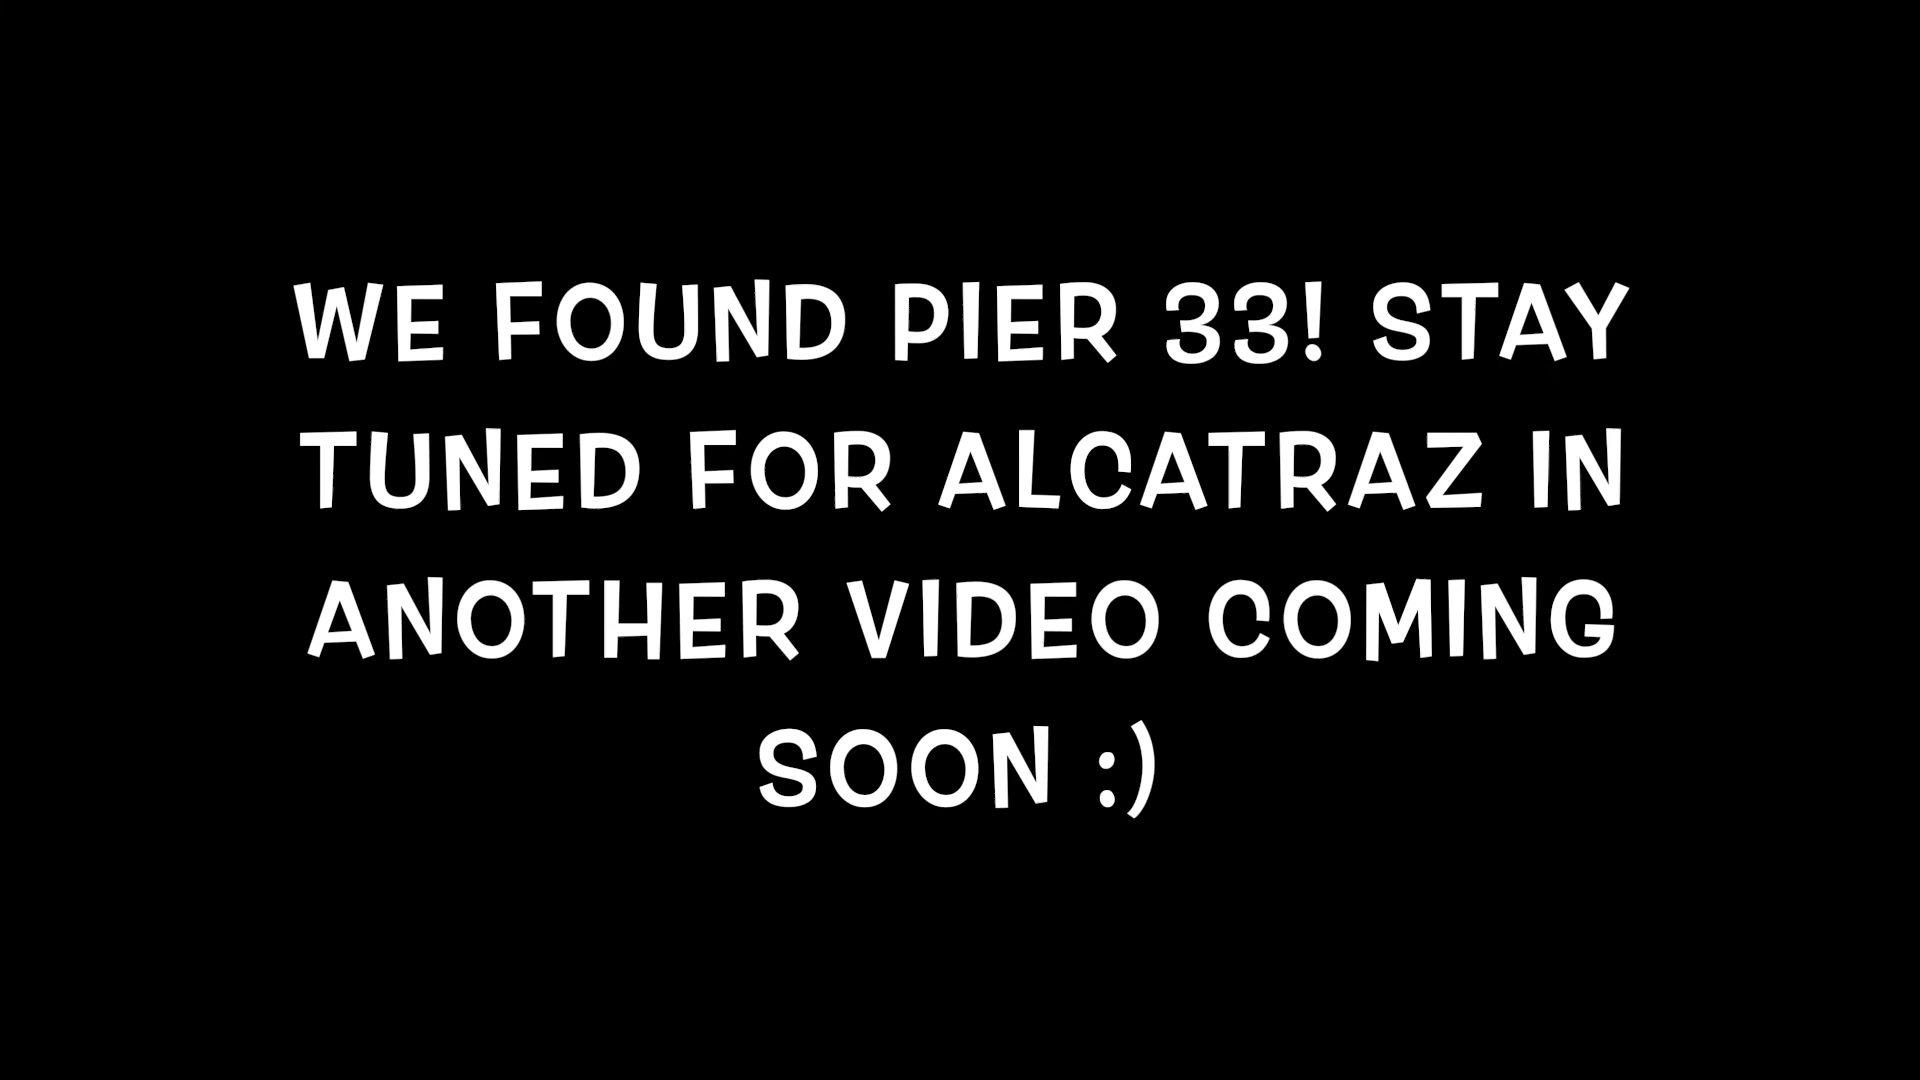 WE FOUND PIER 33! STAY
TUNED FOR ALCATRAZ IN
ANOTHER VIDEO COMING
SOON :)